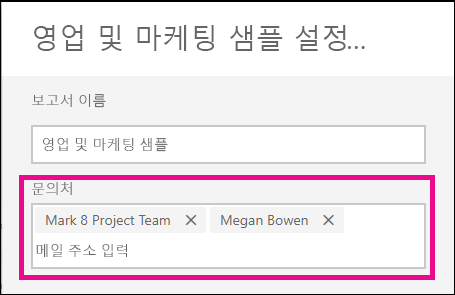 영업 및 마케팅 샘플 설정...
보고서 이름
영업 및 마케팅 샘플
문의처
Mark 8 Project Team Megan Bowen
메일 주소 입력